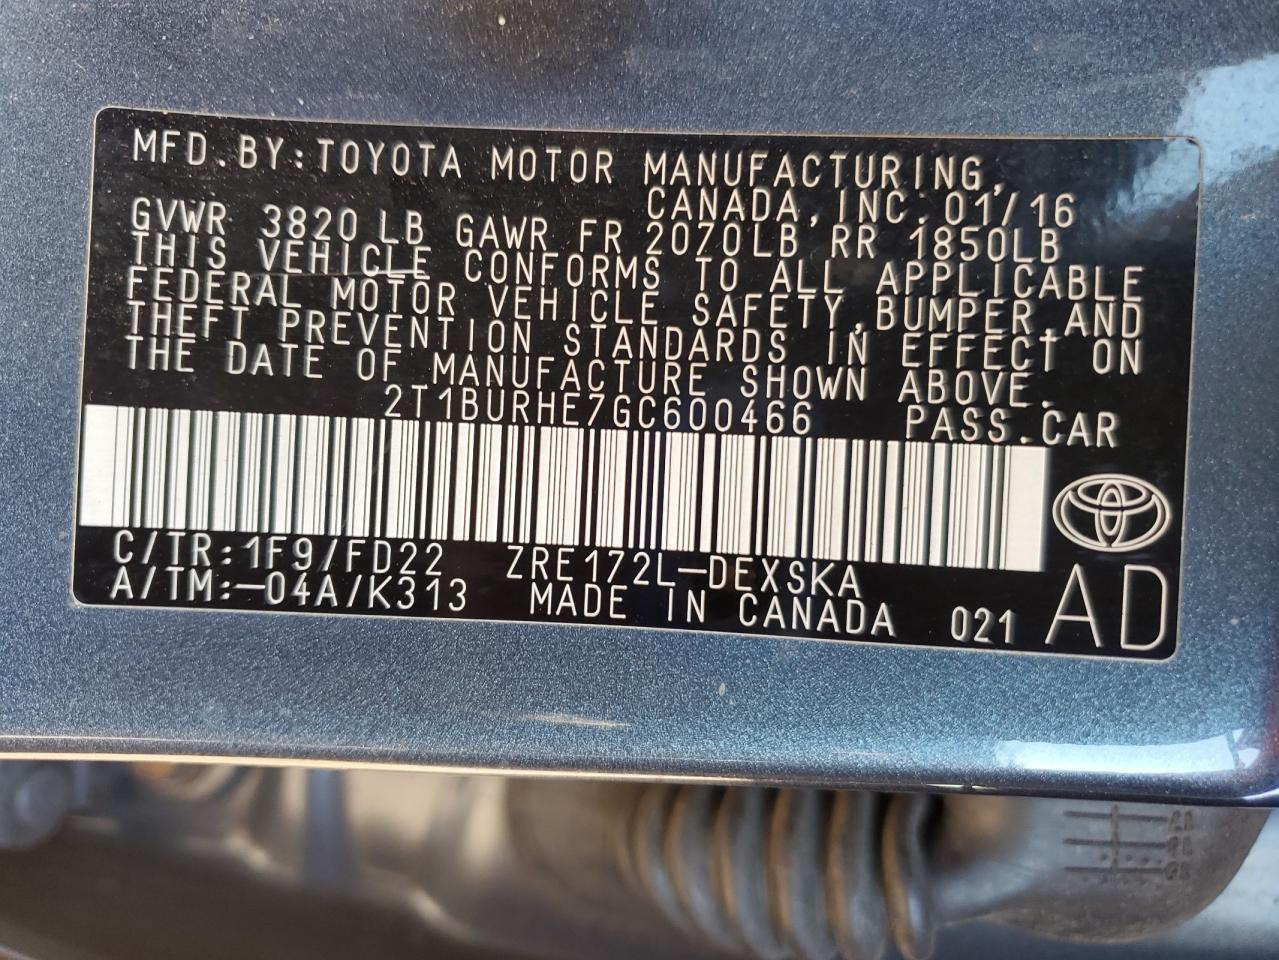 MFD.BY:TOYOTA MOTOR MANUFACTURING,
CANADA,INC.01/16
GVWR 3820 LB GAWR FR 2070LB RR 1850LB
THIS VEHICLE CONFORMS TO ALL APPLICABLE
FEDERAL MOTOR VEHICLE SAFETY,BUMPER,AND
THEFT PREVENTION STANDARDS IN EFFECT ON
THE DATE OF MANUFACTURE SHOWN ABOVE.
2T1BURHE7GC600466 PASS.CAR
C/TR:1F9/FD22 ZRE172L-DEXSKA
A/TM:-04A/K313 MADE IN CANADA 021 AD